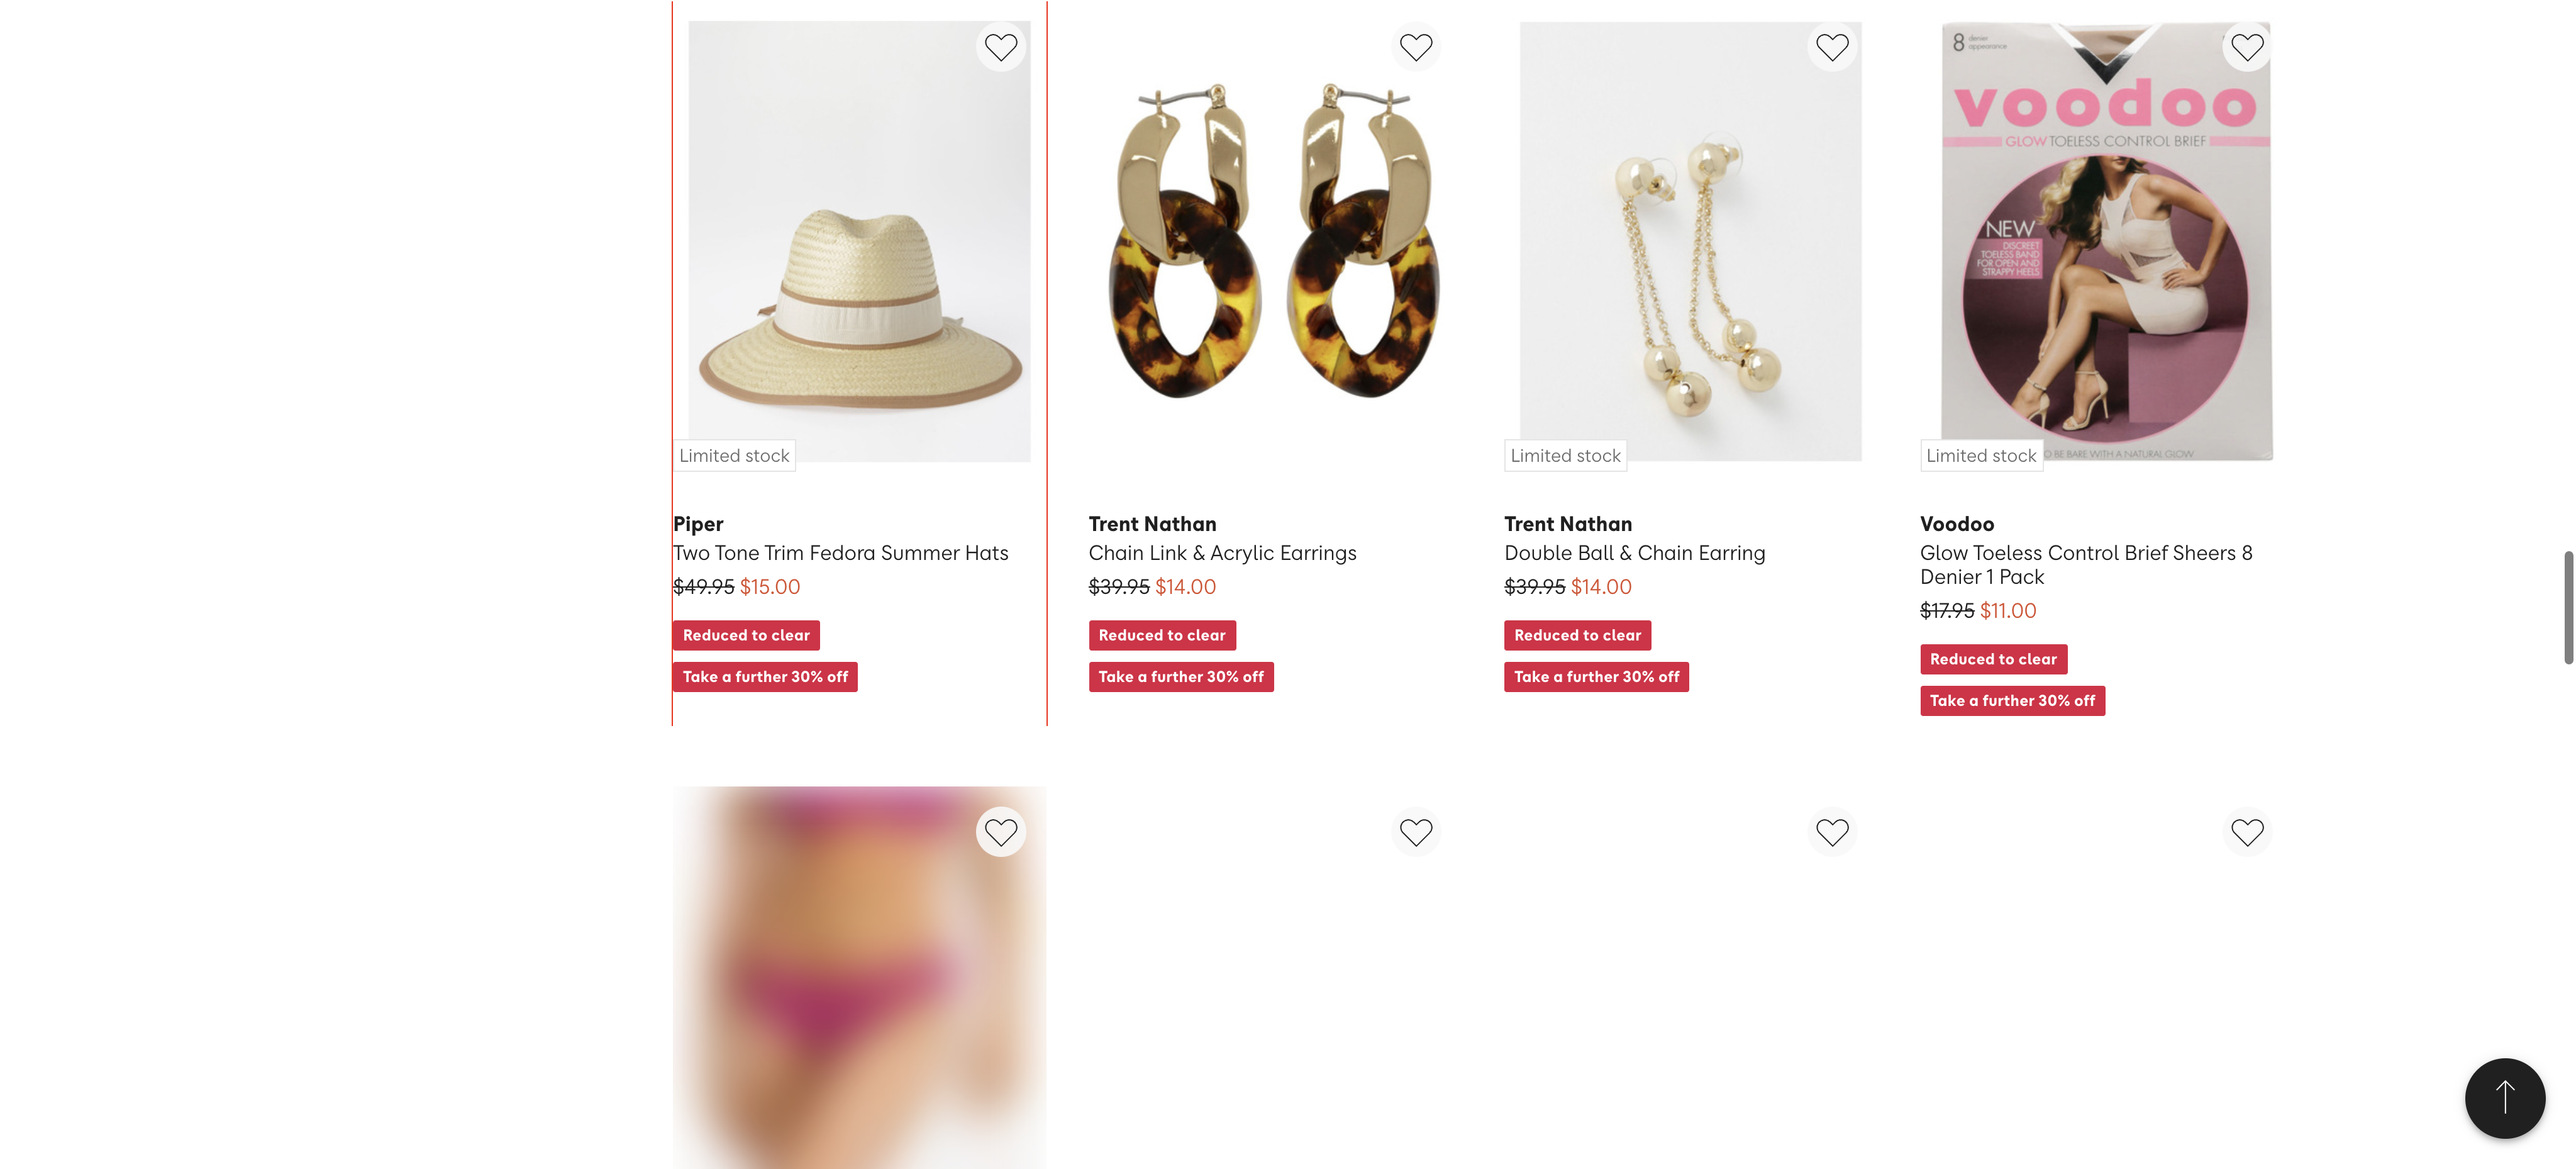 8 denier
appearance
voodoo
GLOW TOELESS CONTROL BRIEF
NEW
DISCREET
TOELESS BAND
FOR OPEN AND
STRAPPY HEELS
O BE BARE WITH A NATURAL GLOW
Limited stock
Limited stock
Limited stock
Piper
Two Tone Trim Fedora Summer Hats
$49.95 $15.00
Reduced to clear
Take a further 30% off
Trent Nathan
Chain Link & Acrylic Earrings
$39.95 $14.00
Reduced to clear
Take a further 30% off
Trent Nathan
Double Ball & Chain Earring
$39.95 $14.00
Reduced to clear
Take a further 30% off
Voodoo
Glow Toeless Control Brief Sheers 8
Denier 1 Pack
$17.95 $11.00
Reduced to clear
Take a further 30% off